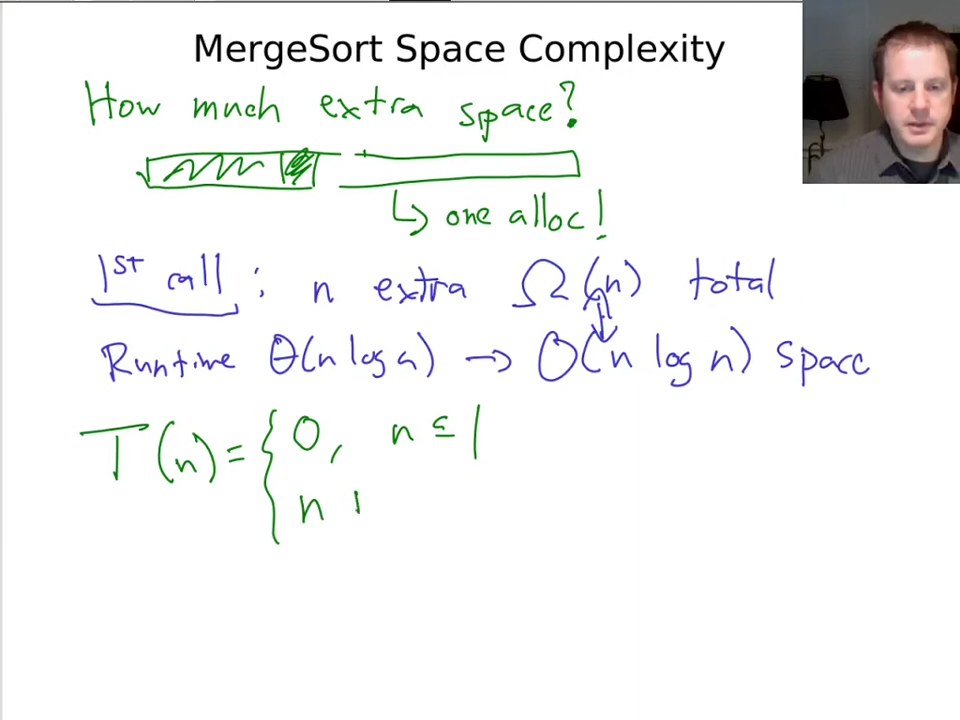 MergeSort Space Complexity
How much extra space?
↳ one alloc!
1st call : n extra Ω(n) total
Runtime Θ(n log n) → O(n log n) space
T(n) = { 0, n ≤ 1
n